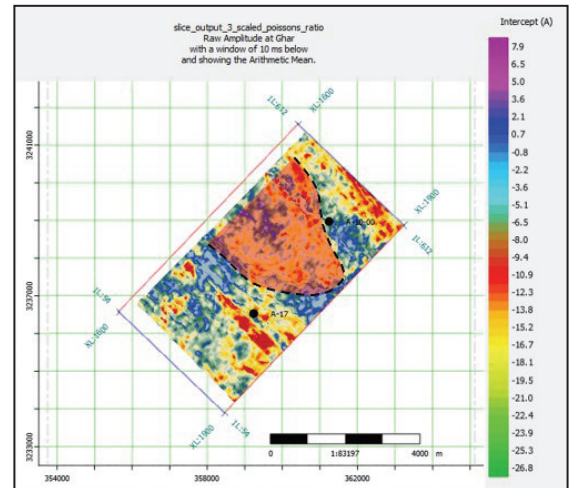 slice_output_3_scaled_poissons_ratio
Raw Amplitude at Ghar
with a window of 10 ms below
and showing the Arithmetic Mean.
Intercept (A)
7.9
6.5
5.0
3.6
2.1
0.7
-0.8
-2.2
-3.7
-5.1
-6.5
-8.0
-9.4
-10.9
-12.3
-13.8
-15.2
-16.7
-18.1
-19.5
-21.0
-22.4
-23.9
-25.3
-26.8
IL:612
XL:1600
3241000
XL:1900
IL:612
3237000
IL:56
XL:1600
A-17
XL:1900
IL:54
3233000
0
1:83197
4000 m
354000
358000
362000